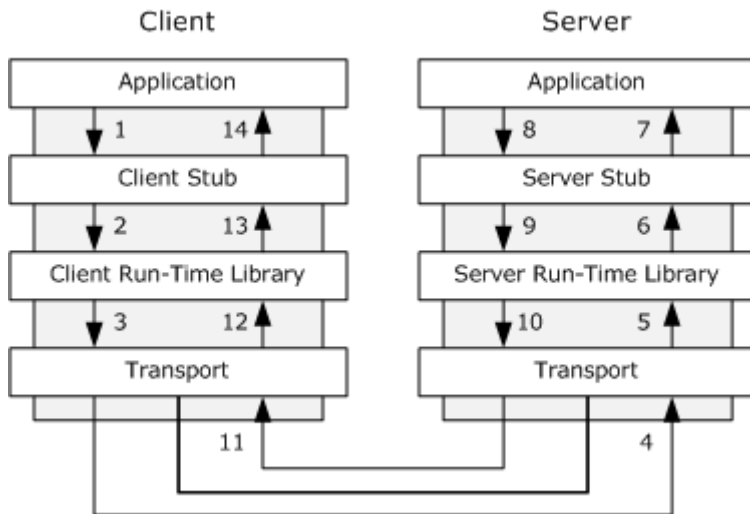 Client Server
Application Application
1 14 8 7
Client Stub Server Stub
2 13 9 6
Client Run-Time Library Server Run-Time Library
3 12 10 5
Transport Transport
11 4